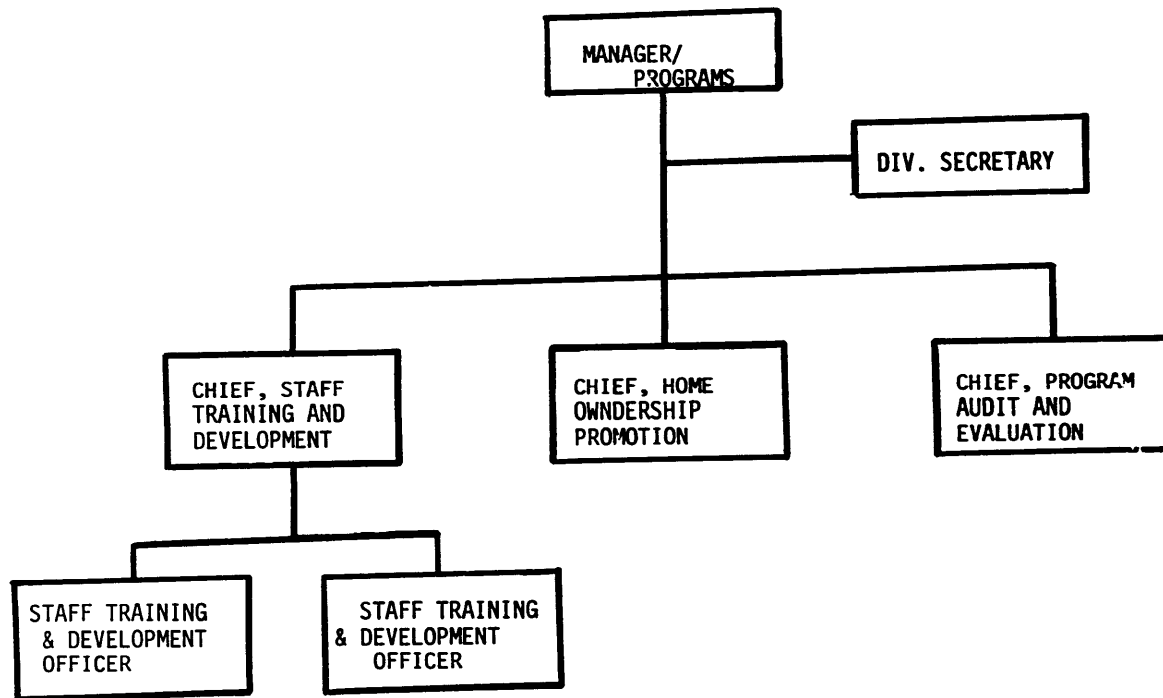 MANAGER/
PROGRAMS
DIV. SECRETARY
CHIEF, STAFF
TRAINING AND
DEVELOPMENT
CHIEF, HOME
OWNDERSHIP
PROMOTION
CHIEF, PROGRAM
AUDIT AND
EVALUATION
STAFF TRAINING
& DEVELOPMENT
OFFICER
STAFF TRAINING
& DEVELOPMENT
OFFICER